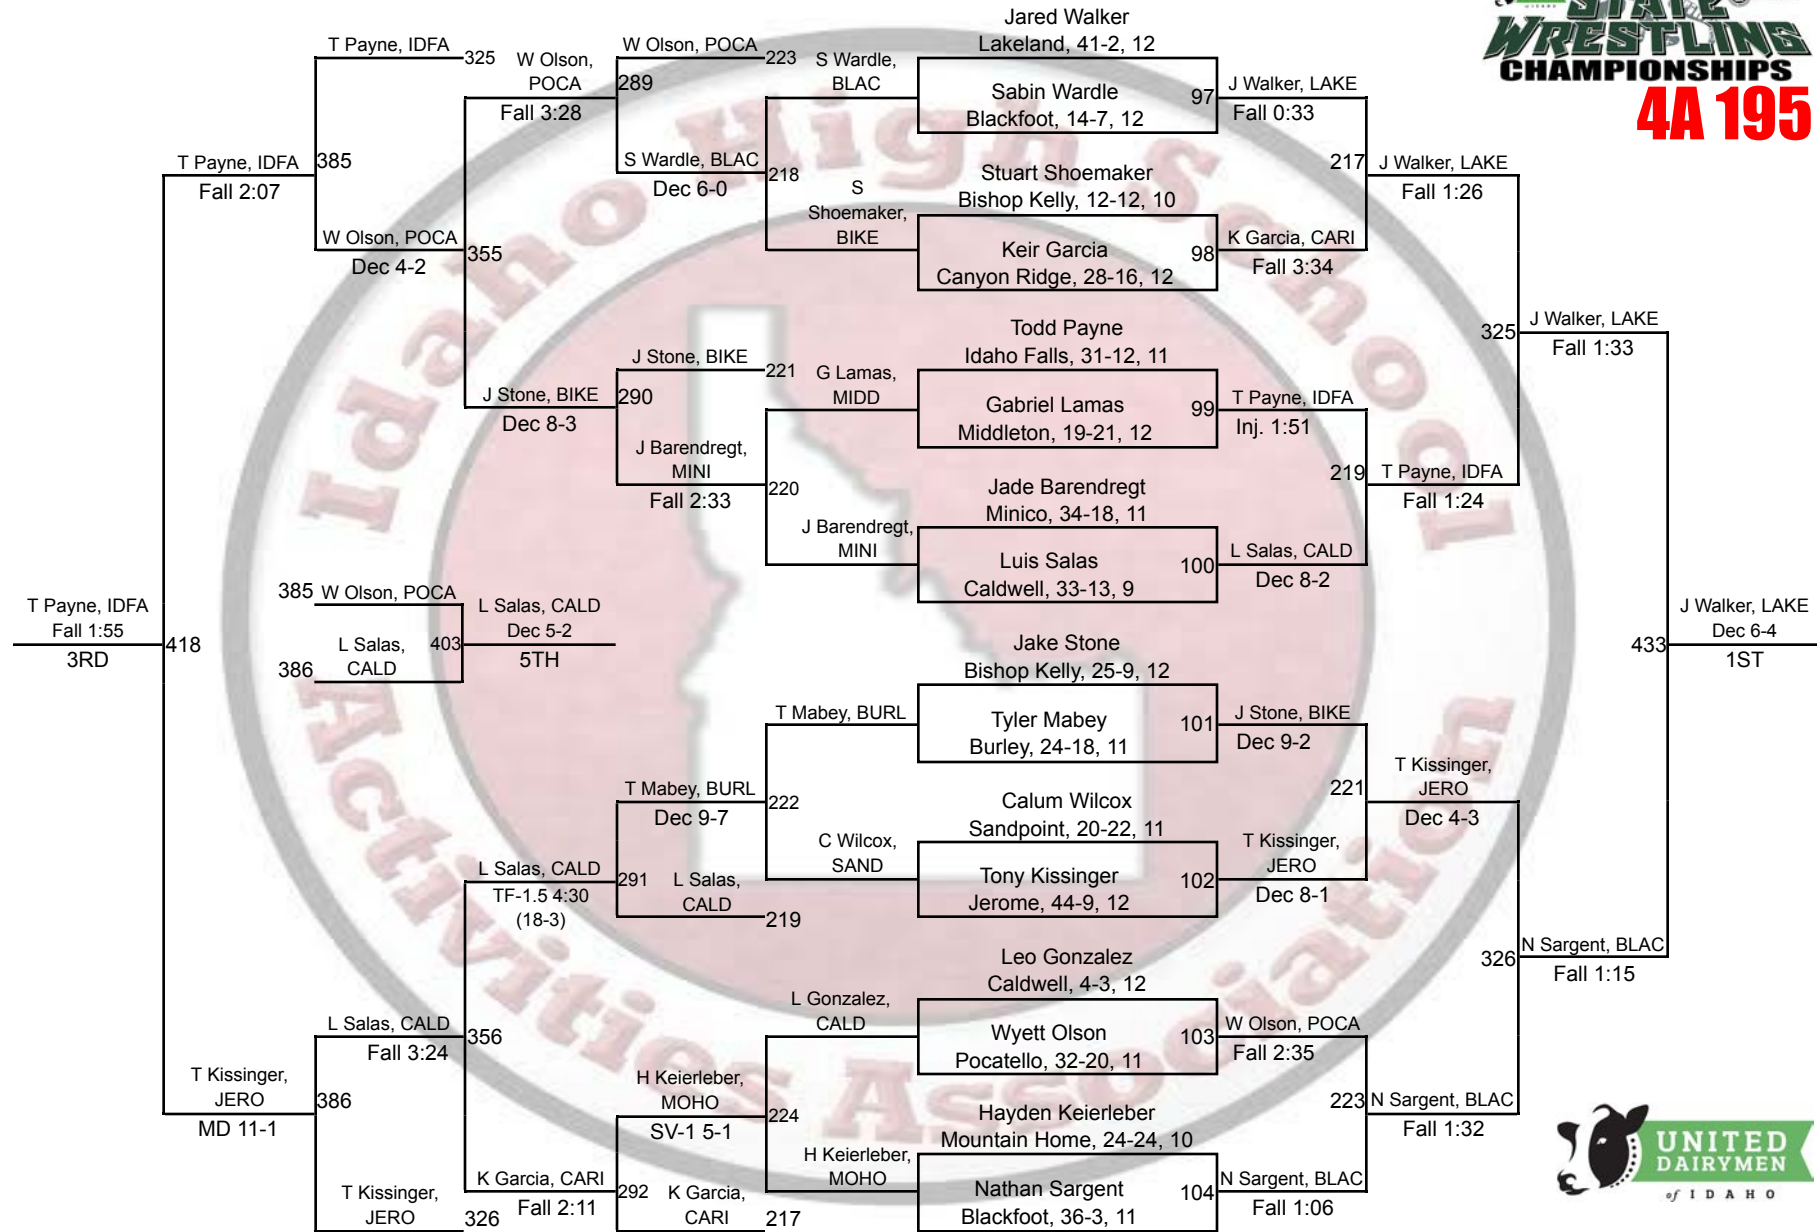 STATE
WRESTLING
CHAMPIONSHIPS
4A 195
Idaho High School
Activities Association
T Payne, IDFA
325
W Olson,
POCA
Fall 3:28
289
W Olson, POCA
223
S Wardle,
BLAC
Jared Walker
Lakeland, 41-2, 12
Sabin Wardle
Blackfoot, 14-7, 12
97
J Walker, LAKE
Fall 0:33
T Payne, IDFA
Fall 2:07
385
S Wardle, BLAC
Dec 6-0
218
S
Shoemaker,
BIKE
Stuart Shoemaker
Bishop Kelly, 12-12, 10
Keir Garcia
Canyon Ridge, 28-16, 12
98
K Garcia, CARI
Fall 3:34
217
J Walker, LAKE
Fall 1:26
W Olson, POCA
Dec 4-2
355
J Stone, BIKE
Dec 8-3
290
J Stone, BIKE
221
G Lamas,
MIDD
Todd Payne
Idaho Falls, 31-12, 11
Gabriel Lamas
Middleton, 19-21, 12
99
T Payne, IDFA
Inj. 1:51
325
J Walker, LAKE
Fall 1:33
J Barendregt,
MINI
Fall 2:33
220
J Barendregt,
MINI
Jade Barendregt
Minico, 34-18, 11
Luis Salas
Caldwell, 33-13, 9
100
L Salas, CALD
Dec 8-2
219
T Payne, IDFA
Fall 1:24
T Payne, IDFA
Fall 1:55
3RD
418
385
W Olson, POCA
386
L Salas,
CALD
403
L Salas, CALD
Dec 5-2
5TH
433
J Walker, LAKE
Dec 6-4
1ST
T Mabey, BURL
Jake Stone
Bishop Kelly, 25-9, 12
Tyler Mabey
Burley, 24-18, 11
101
J Stone, BIKE
Dec 9-2
T Mabey, BURL
Dec 9-7
222
C Wilcox,
SAND
Calum Wilcox
Sandpoint, 20-22, 11
Tony Kissinger
Jerome, 44-9, 12
102
T Kissinger,
JERO
Dec 8-1
221
T Kissinger,
JERO
Dec 4-3
L Salas, CALD
TF-1.5 4:30
(18-3)
291
L Salas,
CALD
219
L Gonzalez,
CALD
Leo Gonzalez
Caldwell, 4-3, 12
Wyett Olson
Pocatello, 32-20, 11
103
W Olson, POCA
Fall 2:35
326
N Sargent, BLAC
Fall 1:15
L Salas, CALD
Fall 3:24
356
T Kissinger,
JERO
MD 11-1
386
H Keierleber,
MOHO
SV-1 5-1
224
H Keierleber,
MOHO
Hayden Keierleber
Mountain Home, 24-24, 10
Nathan Sargent
Blackfoot, 36-3, 11
104
N Sargent, BLAC
Fall 1:06
223
N Sargent, BLAC
Fall 1:32
T Kissinger,
JERO
326
K Garcia, CARI
Fall 2:11
292
K Garcia,
CARI
217
UNITED
DAIRYMEN
of IDAHO